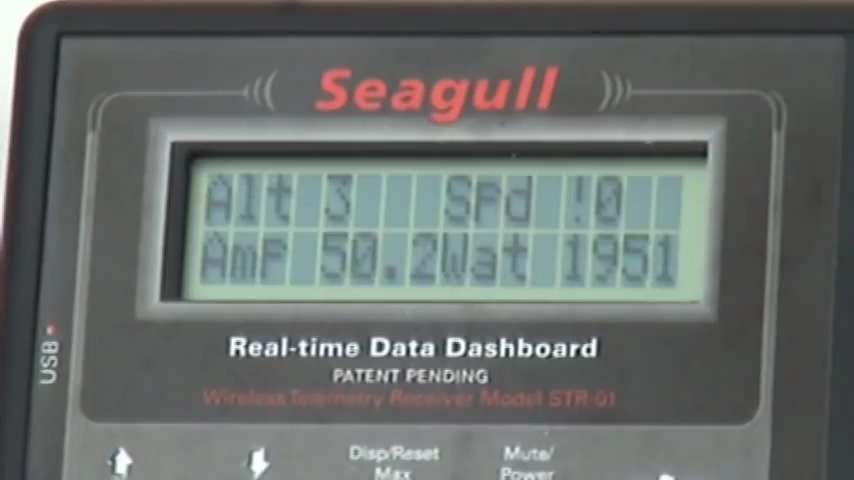 Seagull
Alt 3 Spd !0
Amp 50.2Wat 1951
Real-time Data Dashboard
PATENT PENDING
Wireless Telemetry Receiver Model STR-01
USB
Disp/Reset Mute/
Max Power